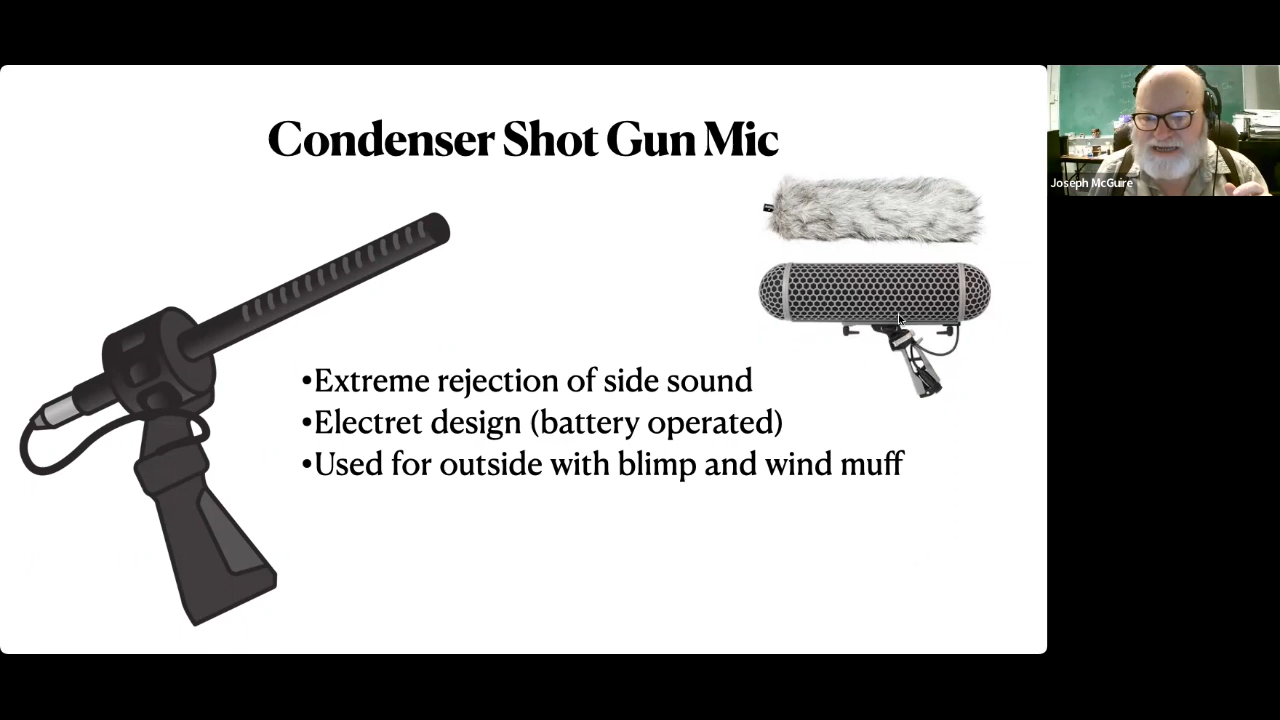 Condenser Shot Gun Mic
•Extreme rejection of side sound
•Electret design (battery operated)
•Used for outside with blimp and wind muff
Joseph McGuire